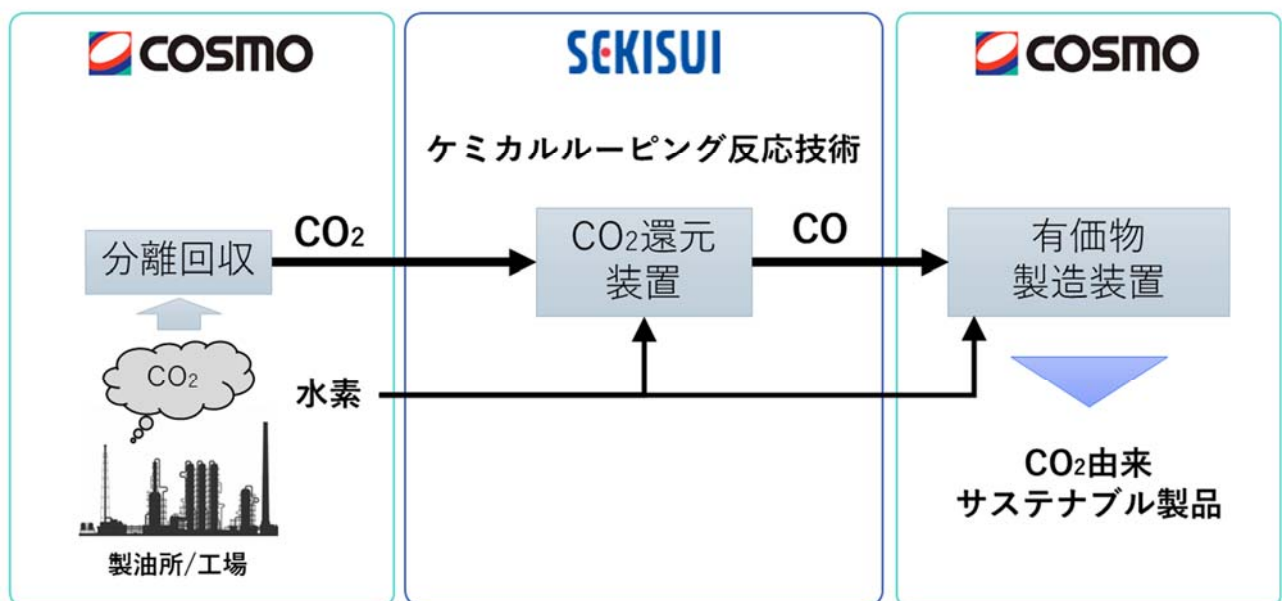 COSMO
SEKISUI
COSMO
ケミカルルーピング反応技術
分離回収
CO₂
CO₂還元
装置
CO
有価物
製造装置
CO₂
水素
製油所/工場
CO₂由来
サステナブル製品